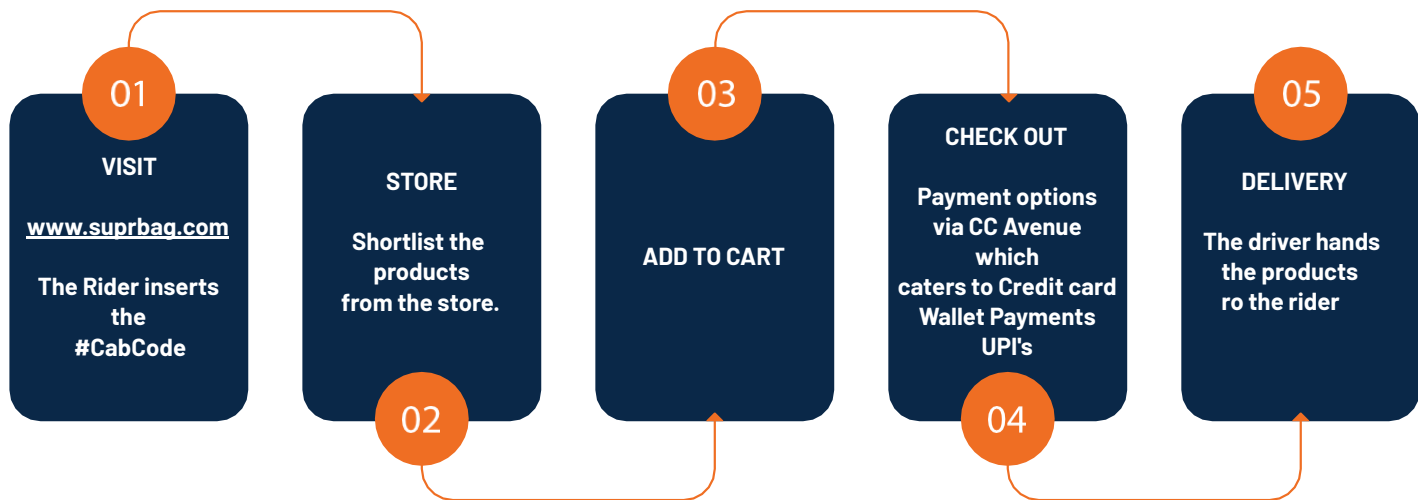 01
VISIT
www.suprbag.com
The Rider inserts
the
#CabCode
STORE
Shortlist the
products
from the store.
02
03
ADD TO CART
CHECK OUT
Payment options
via CC Avenue
which
caters to Credit card
Wallet Payments
UPI's
04
05
DELIVERY
The driver hands
the products
ro the rider